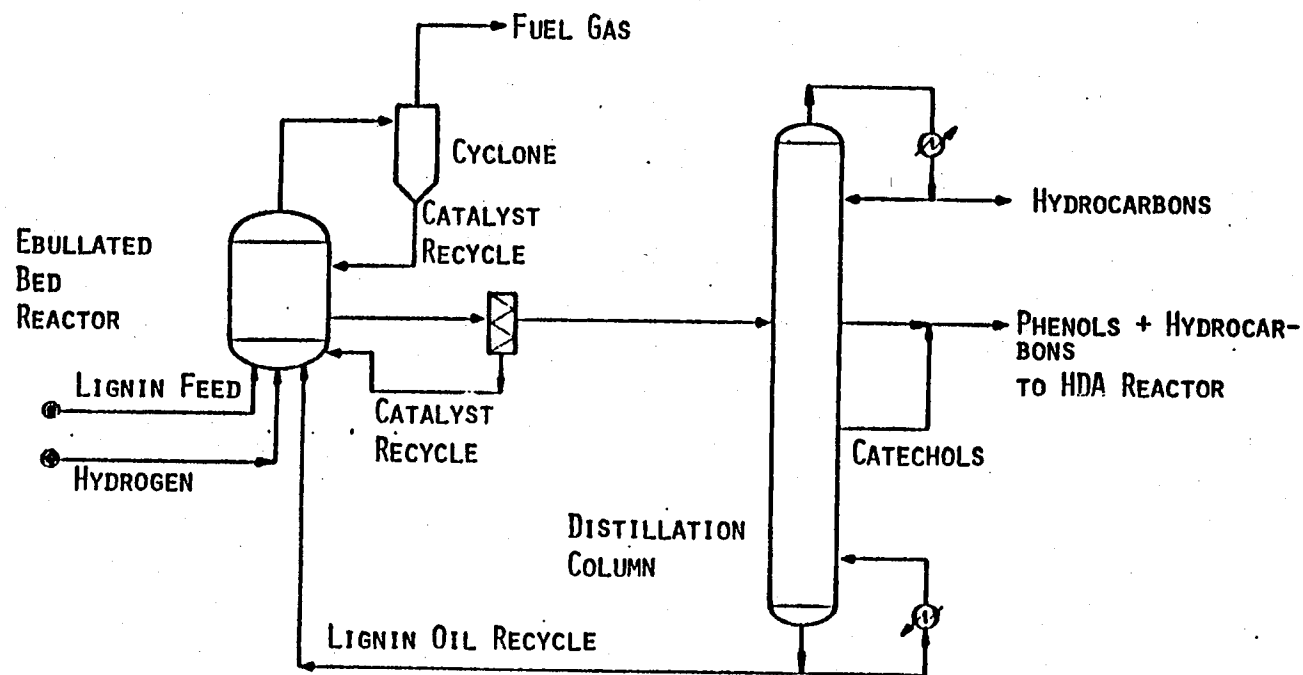 FUEL GAS
CYCLONE
CATALYST
RECYCLE
EBULLATED
BED
REACTOR
HYDROCARBONS
PHENOLS + HYDROCAR-
BONS
TO HDA REACTOR
LIGNIN FEED
CATALYST
RECYCLE
HYDROGEN
CATECHOLS
DISTILLATION
COLUMN
LIGNIN OIL RECYCLE